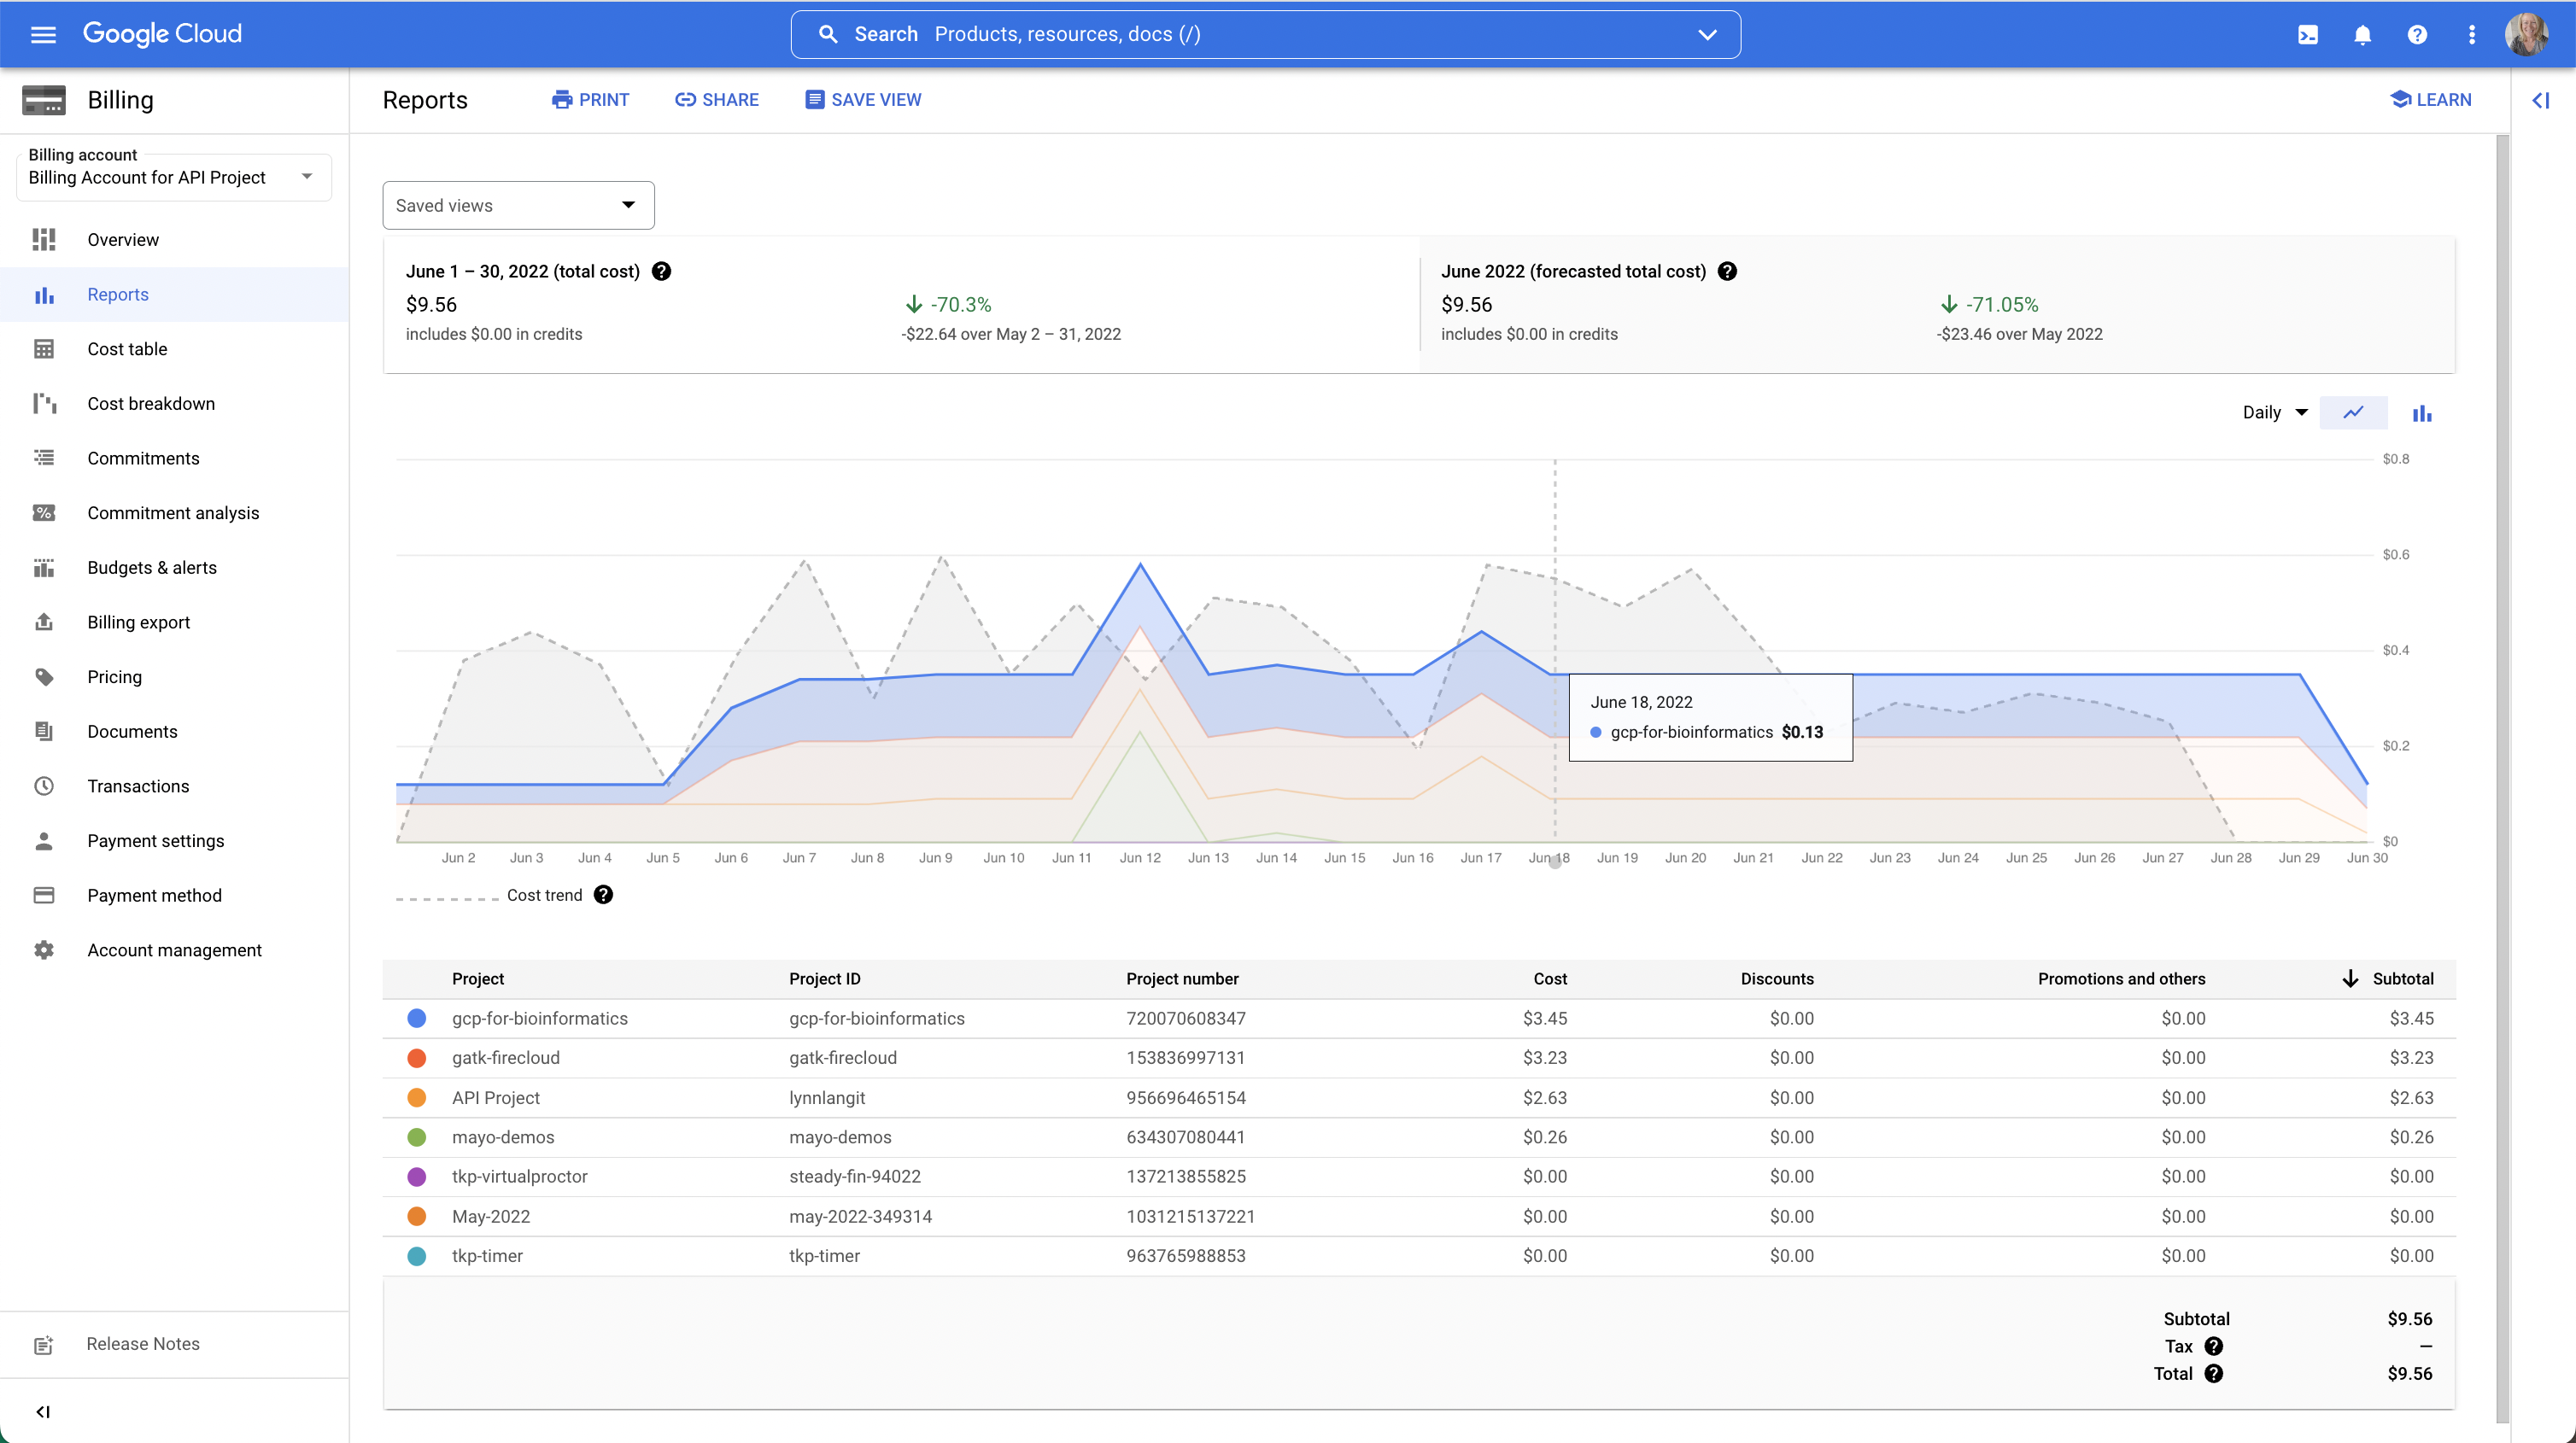 Google Cloud
Search Products, resources, docs (/)
Billing
Reports
PRINT
SHARE
SAVE VIEW
LEARN
Billing account
Billing Account for API Project
Overview
Reports
Cost table
Cost breakdown
Commitments
Commitment analysis
Budgets & alerts
Billing export
Pricing
Documents
Transactions
Payment settings
Payment method
Account management
Release Notes
Saved views
June 1 – 30, 2022 (total cost)
$9.56
includes $0.00 in credits
-70.3%
-$22.64 over May 2 – 31, 2022
June 2022 (forecasted total cost)
$9.56
includes $0.00 in credits
-71.05%
-$23.46 over May 2022
Daily
$0.8
$0.6
$0.4
$0.2
$0
June 18, 2022
gcp-for-bioinformatics $0.13
Jun 2 Jun 3 Jun 4 Jun 5 Jun 6 Jun 7 Jun 8 Jun 9 Jun 10 Jun 11 Jun 12 Jun 13 Jun 14 Jun 15 Jun 16 Jun 17 Jun 18 Jun 19 Jun 20 Jun 21 Jun 22 Jun 23 Jun 24 Jun 25 Jun 26 Jun 27 Jun 28 Jun 29 Jun 30
Cost trend
Project Project ID Project number Cost Discounts Promotions and others Subtotal
gcp-for-bioinformatics gcp-for-bioinformatics 720070608347 $3.45 $0.00 $0.00 $3.45
gatk-firecloud gatk-firecloud 153836997131 $3.23 $0.00 $0.00 $3.23
API Project lynnlangit 956696465154 $2.63 $0.00 $0.00 $2.63
mayo-demos mayo-demos 634307080441 $0.26 $0.00 $0.00 $0.26
tkp-virtualproctor steady-fin-94022 137213855825 $0.00 $0.00 $0.00 $0.00
May-2022 may-2022-349314 1031215137221 $0.00 $0.00 $0.00 $0.00
tkp-timer tkp-timer 963765988853 $0.00 $0.00 $0.00 $0.00
Subtotal $9.56
Tax –
Total $9.56